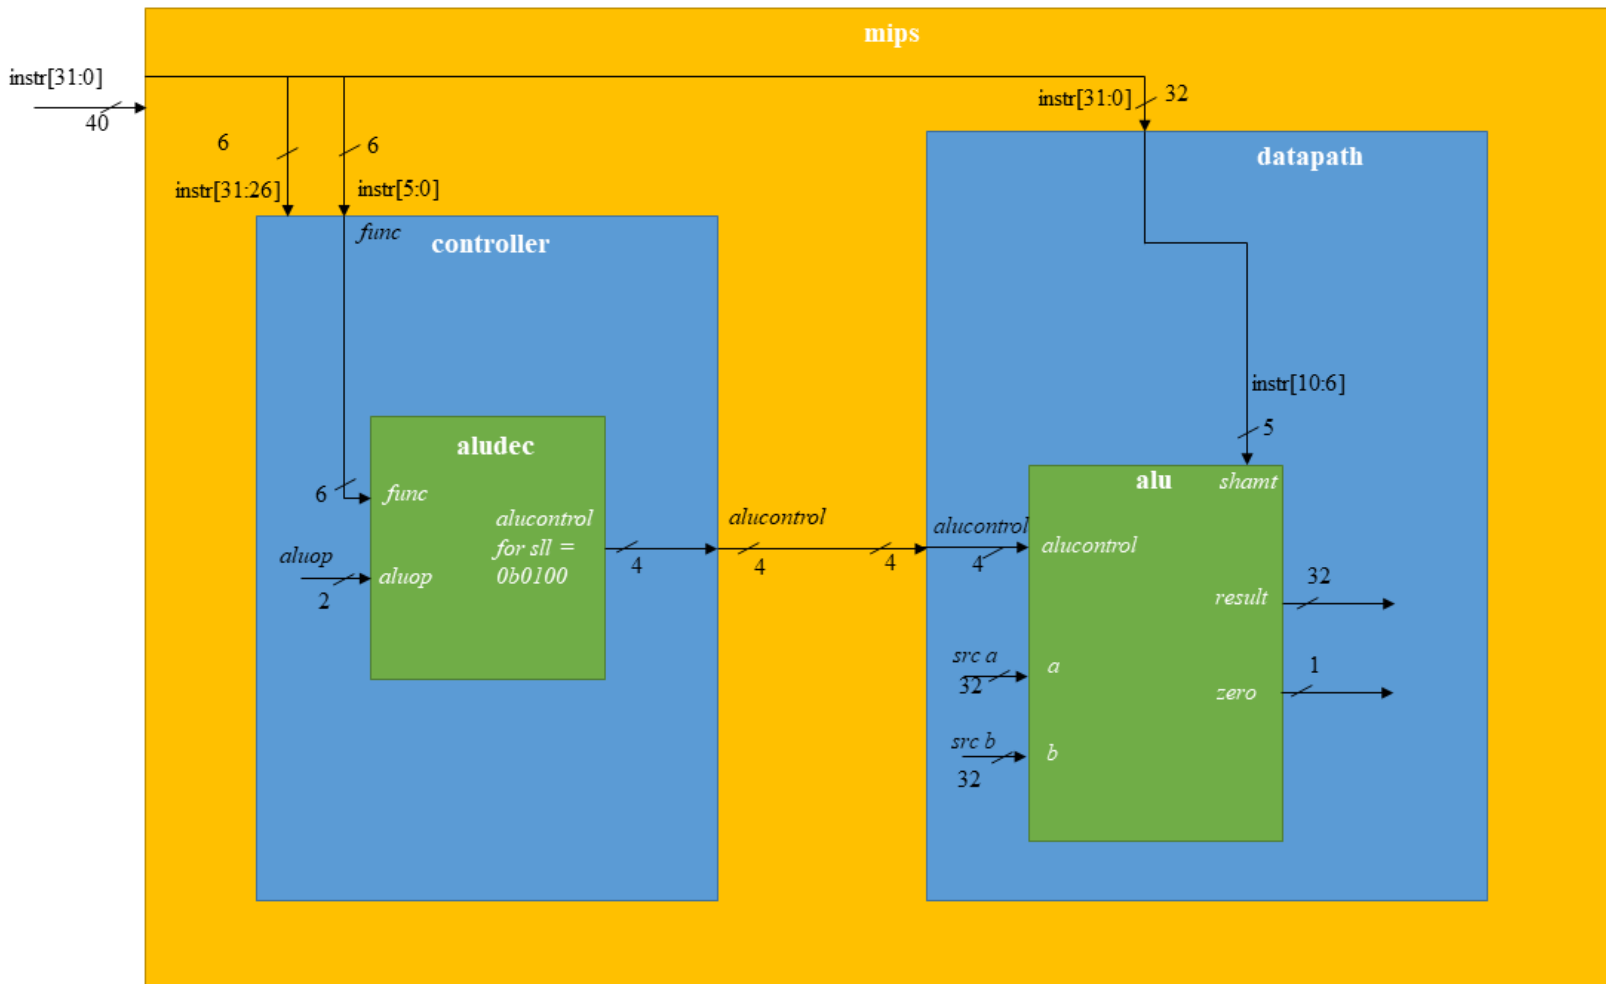 mips
instr[31:0]
40
instr[31:0]
32
6
6
instr[31:26]
instr[5:0]
datapath
func
controller
instr[10:6]
5
aludec
6
func
alucontrol
for sll =
0b0100
aluop
2
aluop
4
alucontrol
4
4
alucontrol
4
alu
shamt
alucontrol
result
32
src a
32
a
zero
1
src b
32
b